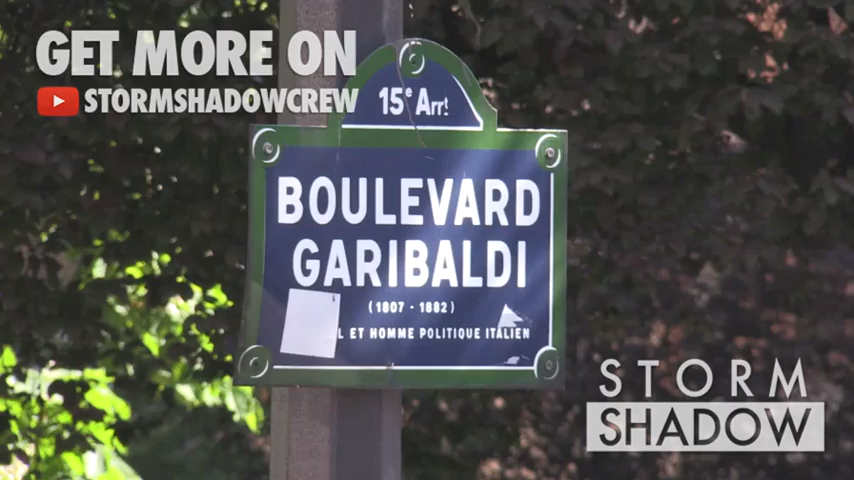 GET MORE ON
STORMSHADOWCREW
15e Arrt
BOULEVARD
GARIBALDI
(1807 - 1882)
L ET HOMME POLITIQUE ITALIEN
STORM
SHADOW